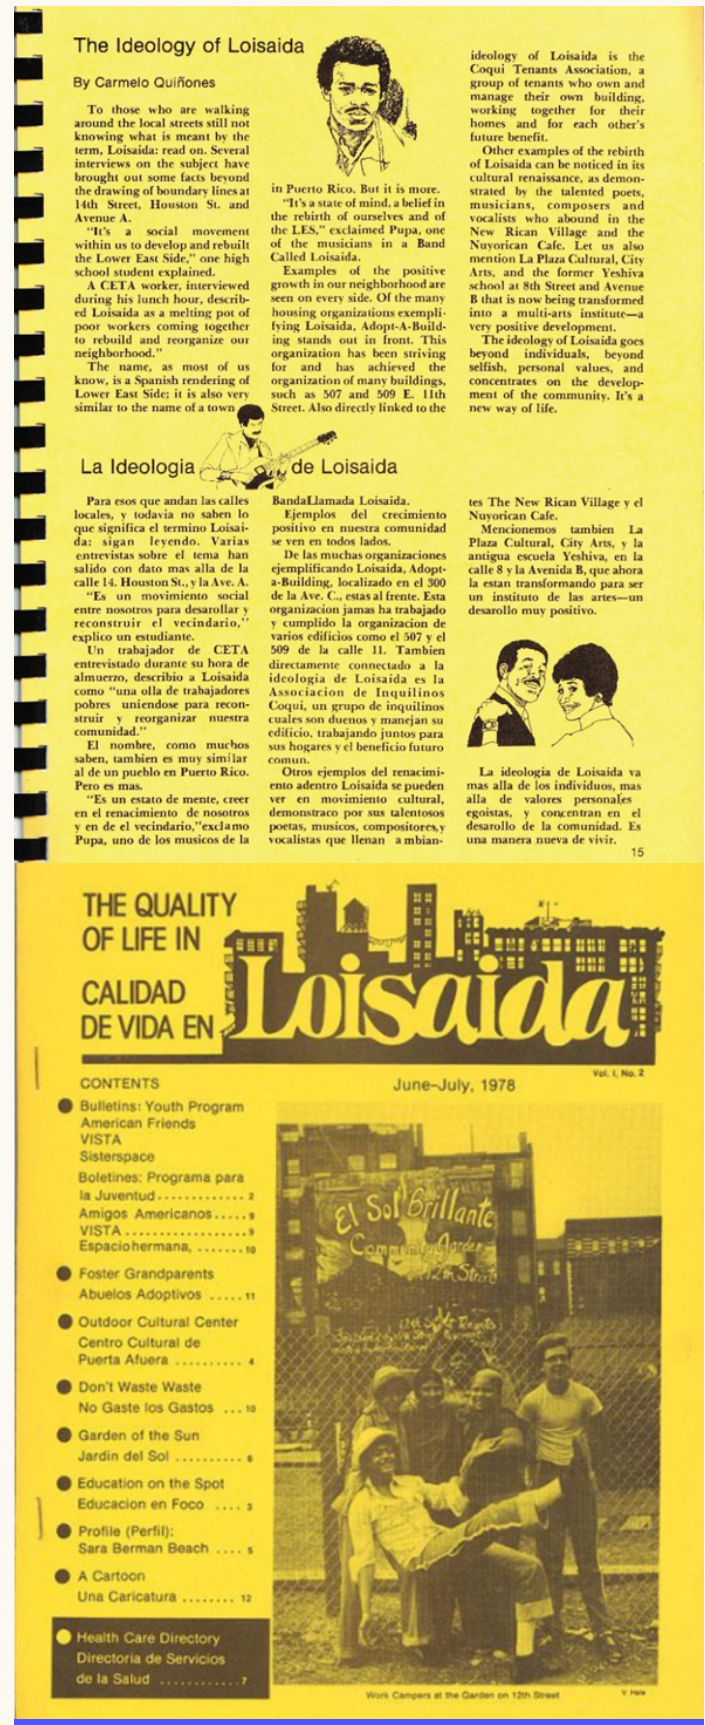 The Ideology of Loisaida
By Carmelo Quiñones
To those who are walking
around the local streets still not
knowing what is meant by the
term, Loisaida: read on. Several
interviews on the subject have
brought out some facts beyond
the drawing of boundary lines at
14th Street, Houston St. and
Avenue A.
"It's a social movement
within us to develop and rebuilt
the Lower East Side," one high
school student explained.
A CETA worker, interviewed
during his lunch hour, describ-
ed Loisaida as a melting pot of
poor workers coming together
to rebuild and reorganize our
neighborhood."
The name, as most of us
know, is a Spanish rendering of
Lower East Side; it is also very
similar to the name of a town
in Puerto Rico. But it is more.
"It's a state of mind, a belief in
the rebirth of ourselves and of
the LES," exclaimed Pupa, one
of the musicians in a Band
Called Loisaida.
Examples of the positive
growth in our neighborhood are
seen on every side. Of the many
housing organizations exempli-
fying Loisaida, Adopt-A-Build-
ing stands out in front. This
organization has been striving
for and has achieved the
organization of many buildings,
such as 507 and 509 E. 11th
Street. Also directly linked to the
ideology of Loisaida is the
Coqui Tenants Association, a
group of tenants who own and
manage their own building,
working together for their
homes and for each other's
future benefit.
Other examples of the rebirth
of Loisaida can be noticed in its
cultural renaissance, as demon-
strated by the talented poets,
musicians, composers and
vocalists who abound in the
New Rican Village and the
Nuyorican Cafe. Let us also
mention La Plaza Cultural, City
Arts, and the former Yeshiva
school at 8th Street and Avenue
B that is now being transformed
into a multi-arts institute—a
very positive development.
The ideology of Loisaida goes
beyond individuals, beyond
selfish, personal values, and
concentrates on the develop-
ment of the community. It's a
new way of life.
La Ideologia de Loisaida
Para esos que andan las calles
locales, y todavia no saben lo
que significa el termino Loisai-
da: sigan leyendo. Varias
entrevistas sobre el tema han
salido con dato mas alla de la
calle 14. Houston St., y la Ave. A.
"Es un movimiento social
entre nosotros para desarollar y
reconstruir el vecindario,"
explico un estudiante.
Un trabajador de CETA
entrevistado durante su hora de
almuerzo, describio a Loisaida
como "una olla de trabajadores
pobres uniendose para recon-
struir y reorganizar nuestra
comunidad."
El nombre, como muchos
saben, tambien es muy similar
al de un pueblo en Puerto Rico.
Pero es mas.
"Es un estato de mente, creer
en el renacimiento de nosotros
y en de el vecindario,"exclamo
Pupa, uno de los musicos de la
BandaLlamada Loisaida.
Ejemplos del crecimiento
positivo en nuestra comunidad
se ven en todos lados.
De las muchas organizaciones
ejemplificando Loisaida, Adopt-
a-Building, localizado en el 300
de la Ave. C., estas al frente. Esta
organizacion jamas ha trabajado
y cumplido la organizacion de
varios edificios como el 507 y el
509 de la calle 11. Tambien
directamente connectado a la
ideologia de Loisaida es la
Associacion de Inquilinos
Coqui, un grupo de inquilinos
cuales son duenos y manejan su
edificio, trabajando juntos para
sus hogares y el beneficio futuro
comun.
Otros ejemplos del renacimi-
ento adentro Loisaida se pueden
ver en movimiento cultural,
demonstraco por sus talentosos
poetas, musicos, compositores,y
vocalistas que llenan ambian-
tes The New Rican Village y el
Nuyorican Cafe.
Mencionemos tambien La
Plaza Cultural, City Arts, y la
antigua escuela Yeshiva, en la
calle 8 y la Avenida B, que ahora
la estan transformando para ser
un instituto de las artes—un
desarollo muy positivo.
La ideologia de Loisaida va
mas alla de los individuos, mas
alla de valores personales
egoistas, y concentran en el
desarollo de la comunidad. Es
una manera nueva de vivir.
15
THE QUALITY
OF LIFE IN
CALIDAD
DE VIDA EN
Loisaida
Vol. I, No. 2
June–July, 1978
CONTENTS
Bulletins: Youth Program
American Friends
VISTA
Sisterspace
Boletines: Programa para
la Juventud ............. 2
Amigos Americanos ..... 9
VISTA .................. 9
Espaciohermana, ....... 10
Foster Grandparents
Abuelos Adoptivos ..... 11
Outdoor Cultural Center
Centro Cultural de
Puerta Afuera .......... 4
Don't Waste Waste
No Gaste los Gastos ... 10
Garden of the Sun
Jardin del Sol .......... 6
Education on the Spot
Educacion en Foco .... 3
Profile (Perfil):
Sara Berman Beach .... 5
A Cartoon
Una Caricatura ........ 12
Health Care Directory
Directoria de Servicios
de la Salud ............ 7
El Sol Brillante
Community Garden
12th Street
Work Campers at the Garden on 12th Street